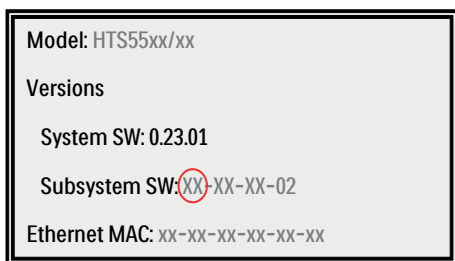 Model: HTS55xx/xx
Versions
System SW: 0.23.01
Subsystem SW: XX-XX-XX-02
Ethernet MAC: xx-xx-xx-xx-xx-xx